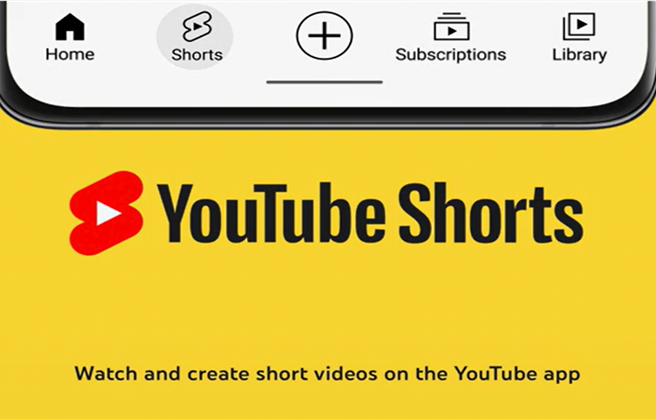 Home Shorts Subscriptions Library
YouTube Shorts
Watch and create short videos on the YouTube app